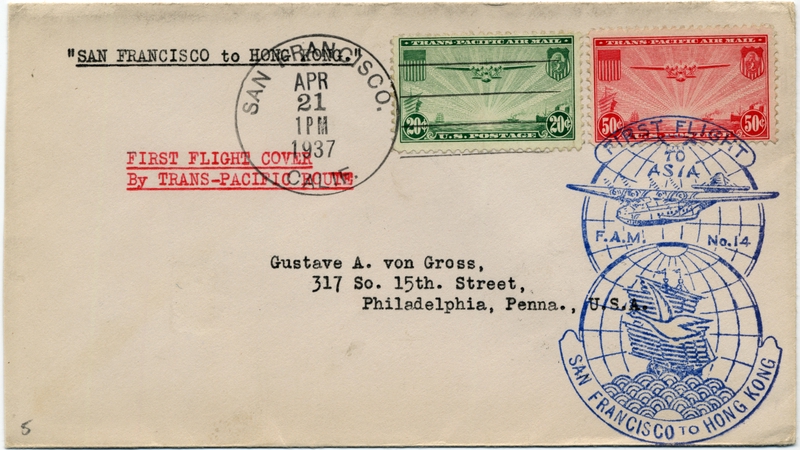 "SAN FRANCISCO to HONG KONG."
SAN FRANCISCO.
APR
21
1 PM
1937
CALIF.
TRANS-PACIFIC AIR MAIL
20¢ 20¢
U.S. POSTAGE
TRANS-PACIFIC AIR MAIL
50¢ 50¢
FIRST FLIGHT COVER
By TRANS-PACIFIC ROUTE
FIRST FLIGHT
TO
ASIA
F.A.M. No. 14
Gustave A. von Gross,
317 So. 15th. Street,
Philadelphia, Penna., U.S.A.
SAN FRANCISCO TO HONG KONG
5